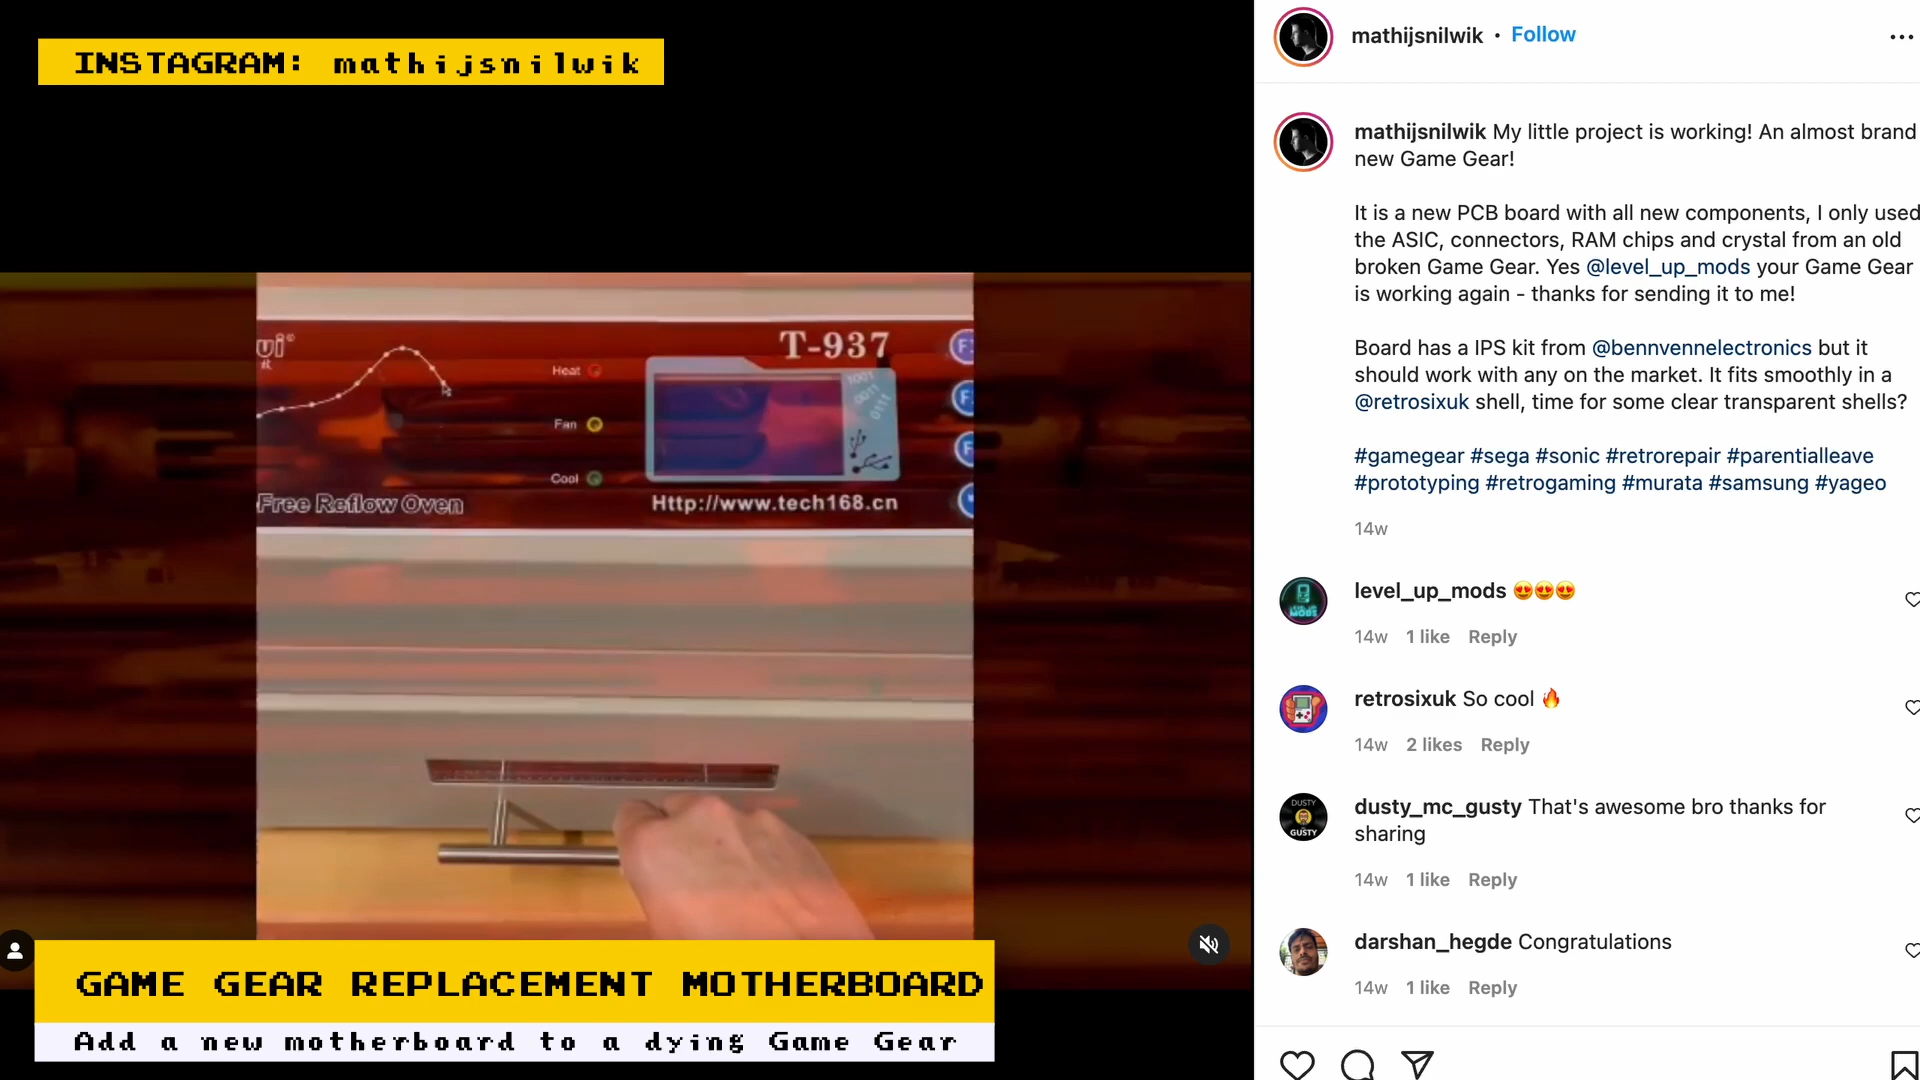 INSTAGRAM: mathijsnilwik
T-937
Heat
Fan
Cool
1001
0011
0111
Free Reflow Oven
Http://www.tech168.cn
GAME GEAR REPLACEMENT MOTHERBOARD
Add a new motherboard to a dying Game Gear
mathijsnilwik • Follow
mathijsnilwik My little project is working! An almost brand
new Game Gear!
It is a new PCB board with all new components, I only used
the ASIC, connectors, RAM chips and crystal from an old
broken Game Gear. Yes @level_up_mods your Game Gear
is working again - thanks for sending it to me!
Board has a IPS kit from @bennvennelectronics but it
should work with any on the market. It fits smoothly in a
@retrosixuk shell, time for some clear transparent shells?
#gamegear #sega #sonic #retrorepair #parentialleave
#prototyping #retrogaming #murata #samsung #yageo
14w
level_up_mods 😍😍😍
14w 1 like Reply
retrosixuk So cool 🔥
14w 2 likes Reply
DUSTY
GUSTY
dusty_mc_gusty That's awesome bro thanks for
sharing
14w 1 like Reply
darshan_hegde Congratulations
14w 1 like Reply